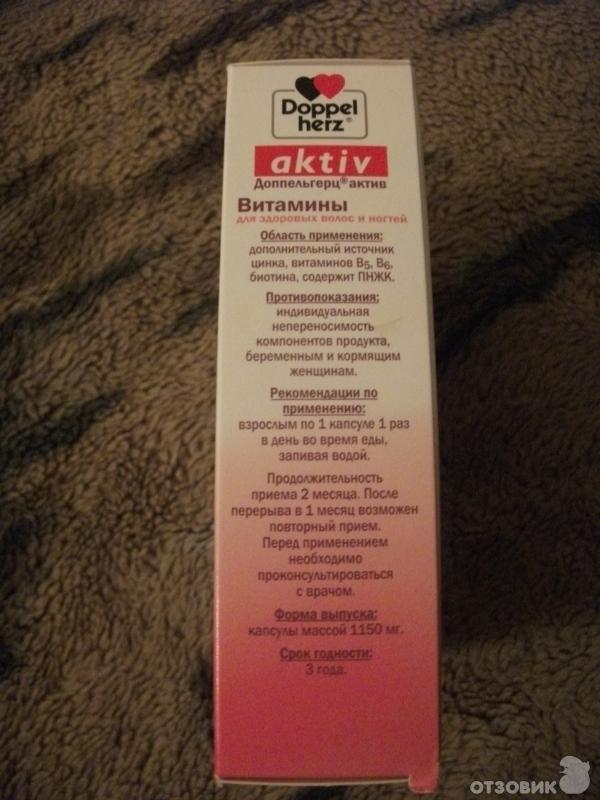 Doppel
herz®
aktiv
Доппельгерц® актив
Витамины
для здоровых волос и ногтей
Область применения:
дополнительный источник
цинка, витаминов B5, B6,
биотина, содержит ПНЖК.
Противопоказания:
индивидуальная
непереносимость
компонентов продукта,
беременным и кормящим
женщинам.
Рекомендации по
применению:
взрослым по 1 капсуле 1 раз
в день во время еды,
запивая водой.
Продолжительность
приема 2 месяца. После
перерыва в 1 месяц возможен
повторный прием.
Перед применением
необходимо
проконсультироваться
с врачом.
Форма выпуска:
капсулы массой 1150 мг.
Срок годности:
3 года.
ОТЗОВИК